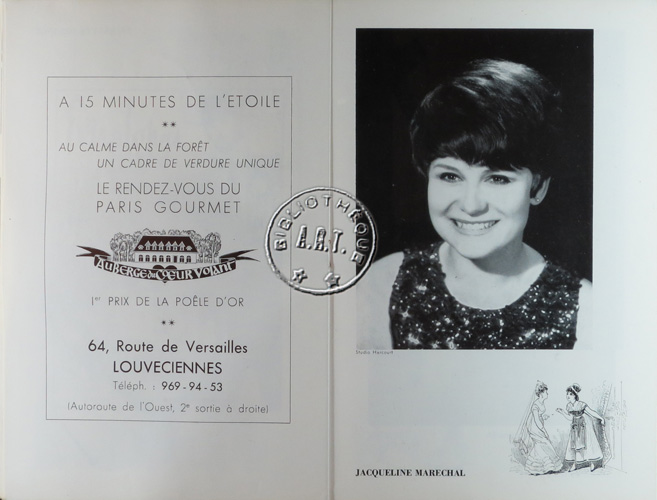 A 15 MINUTES DE L'ETOILE
**
AU CALME DANS LA FORÊT
UN CADRE DE VERDURE UNIQUE
LE RENDEZ-VOUS DU
PARIS GOURMET
AUBERGE du CŒUR VOLANT
1er PRIX DE LA POÊLE D'OR
**
64, Route de Versailles
LOUVECIENNES
Téléph. : 969-94-53
(Autoroute de l'Ouest, 2e sortie à droite)
BIBLIOTHÈQUE
A.R.T.
Studio Harcourt
JACQUELINE MARECHAL